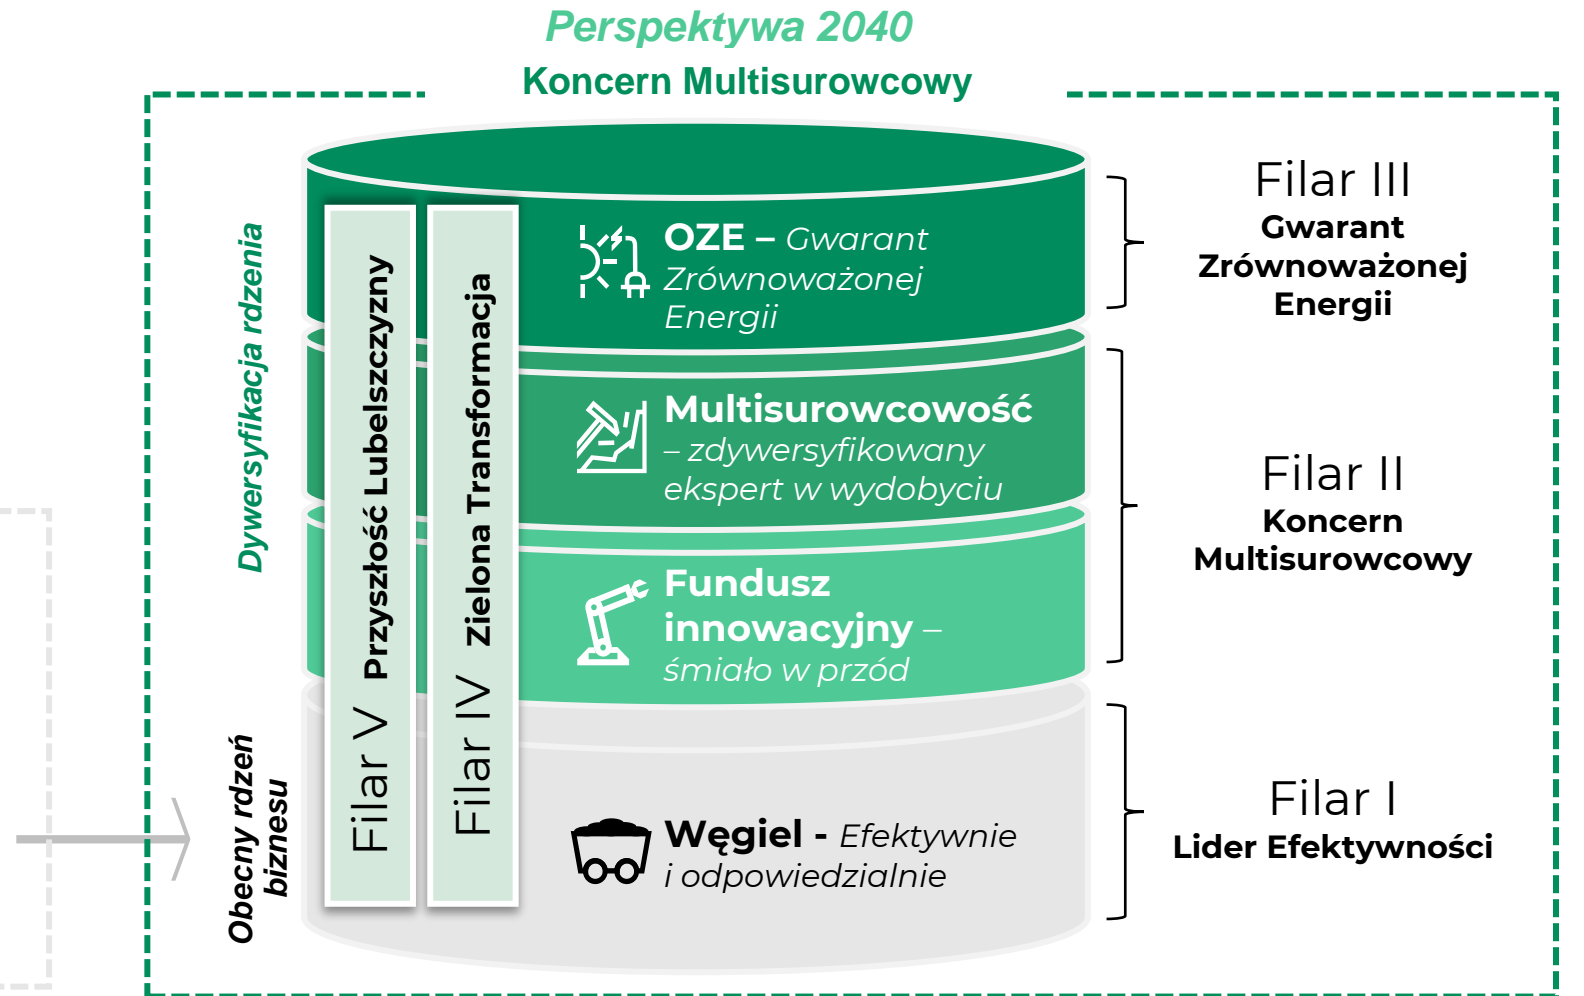 Perspektywa 2040
Koncern Multisurowcowy
Dywersyfikacja rdzenia
Obecny rdzeń
biznesu
Filar V Przyszłość Lubelszczyzny
Filar IV Zielona Transformacja
OZE – Gwarant
Zrównoważonej
Energii
Multisurowcowość
– zdywersyfikowany
ekspert w wydobyciu
Fundusz
innowacyjny –
śmiało w przód
Węgiel - Efektywnie
i odpowiedzialnie
Filar III
Gwarant
Zrównoważonej
Energii
Filar II
Koncern
Multisurowcowy
Filar I
Lider Efektywności